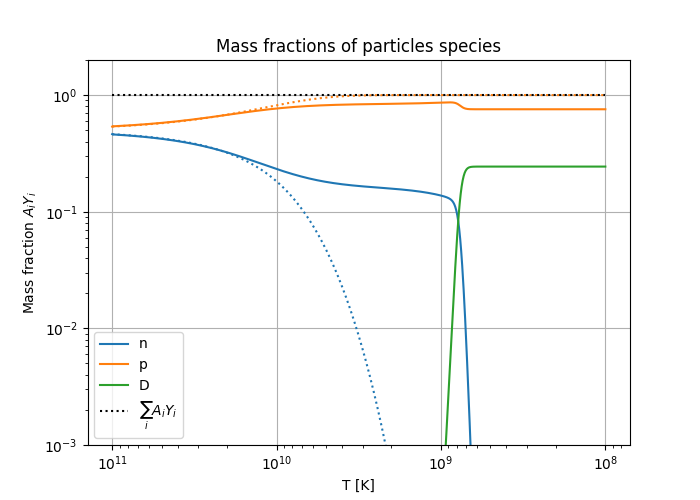 Mass fractions of particles species
Mass fraction AᵢYᵢ
10⁰
10⁻¹
10⁻²
10⁻³
n
p
D
∑ᵢ AᵢYᵢ
10¹¹
10¹⁰
10⁹
10⁸
T [K]